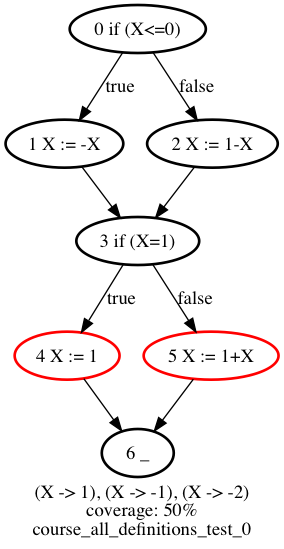 0 if (X<=0)
true
false
1 X := -X
2 X := 1-X
3 if (X=1)
true
false
4 X := 1
5 X := 1+X
6 _
(X -> 1), (X -> -1), (X -> -2)
coverage: 50%
course_all_definitions_test_0